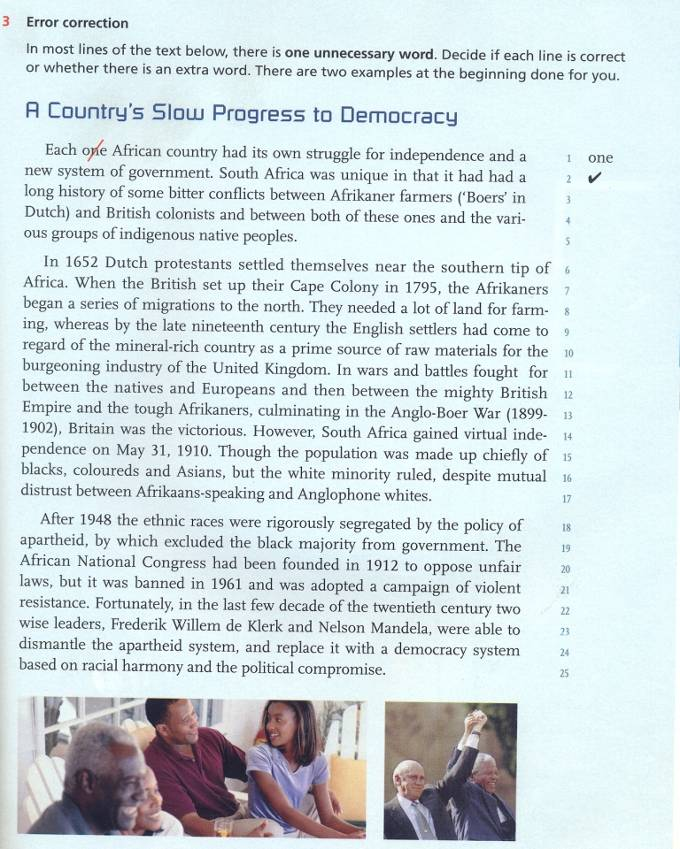 3 Error correction
In most lines of the text below, there is one unnecessary word. Decide if each line is correct
or whether there is an extra word. There are two examples at the beginning done for you.
A Country's Slow Progress to Democracy
Each one African country had its own struggle for independence and a 1 one
new system of government. South Africa was unique in that it had had a 2 ✔
long history of some bitter conflicts between Afrikaner farmers ('Boers' in 3
Dutch) and British colonists and between both of these ones and the vari- 4
ous groups of indigenous native peoples. 5
In 1652 Dutch protestants settled themselves near the southern tip of 6
Africa. When the British set up their Cape Colony in 1795, the Afrikaners 7
began a series of migrations to the north. They needed a lot of land for farm- 8
ing, whereas by the late nineteenth century the English settlers had come to 9
regard of the mineral-rich country as a prime source of raw materials for the 10
burgeoning industry of the United Kingdom. In wars and battles fought for 11
between the natives and Europeans and then between the mighty British 12
Empire and the tough Afrikaners, culminating in the Anglo-Boer War (1899- 13
1902), Britain was the victorious. However, South Africa gained virtual inde- 14
pendence on May 31, 1910. Though the population was made up chiefly of 15
blacks, coloureds and Asians, but the white minority ruled, despite mutual 16
distrust between Afrikaans-speaking and Anglophone whites. 17
After 1948 the ethnic races were rigorously segregated by the policy of 18
apartheid, by which excluded the black majority from government. The 19
African National Congress had been founded in 1912 to oppose unfair 20
laws, but it was banned in 1961 and was adopted a campaign of violent 21
resistance. Fortunately, in the last few decade of the twentieth century two 22
wise leaders, Frederik Willem de Klerk and Nelson Mandela, were able to 23
dismantle the apartheid system, and replace it with a democracy system 24
based on racial harmony and the political compromise. 25